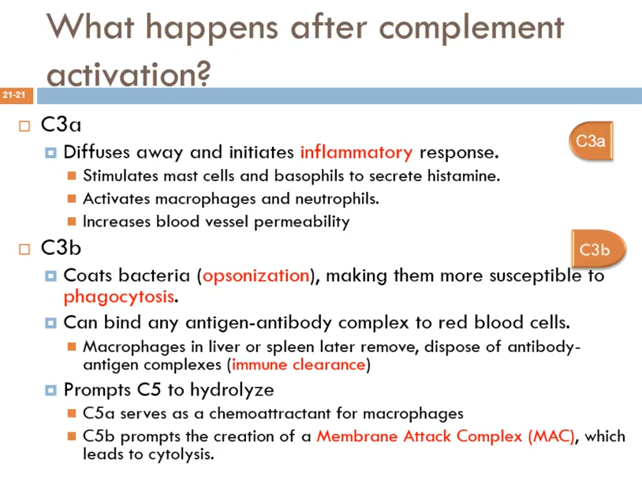 What happens after complement
activation?
21-21
C3a
Diffuses away and initiates inflammatory response.
C3a
Stimulates mast cells and basophils to secrete histamine.
Activates macrophages and neutrophils.
Increases blood vessel permeability
C3b
C3b
Coats bacteria (opsonization), making them more susceptible to
phagocytosis.
Can bind any antigen-antibody complex to red blood cells.
Macrophages in liver or spleen later remove, dispose of antibody-
antigen complexes (immune clearance)
Prompts C5 to hydrolyze
C5a serves as a chemoattractant for macrophages
C5b prompts the creation of a Membrane Attack Complex (MAC), which
leads to cytolysis.